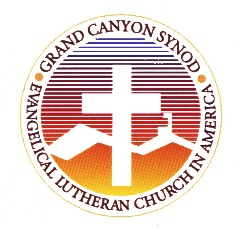 GRAND CANYON SYNOD
EVANGELICAL LUTHERAN CHURCH IN AMERICA